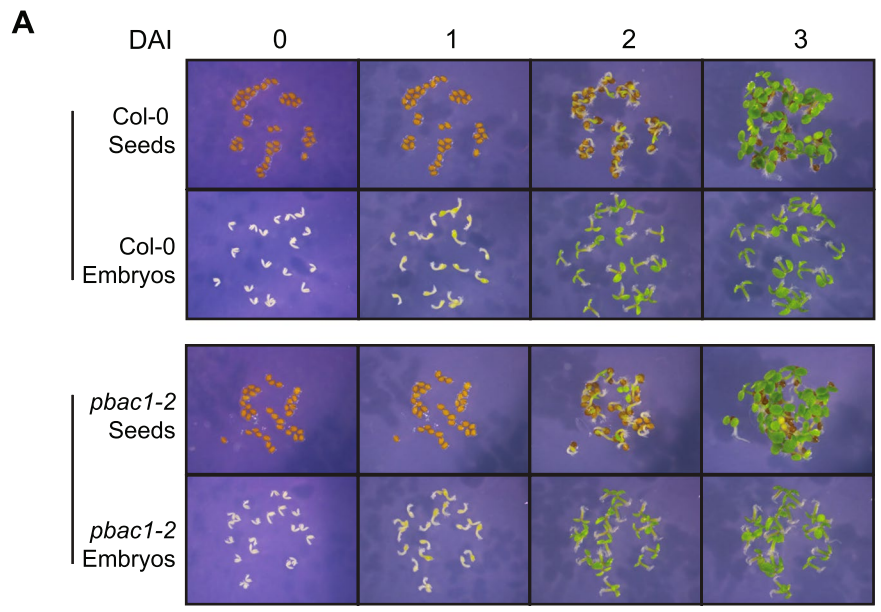 A
DAI 0 1 2 3
Col-0
Seeds
Col-0
Embryos
pbac1-2
Seeds
pbac1-2
Embryos